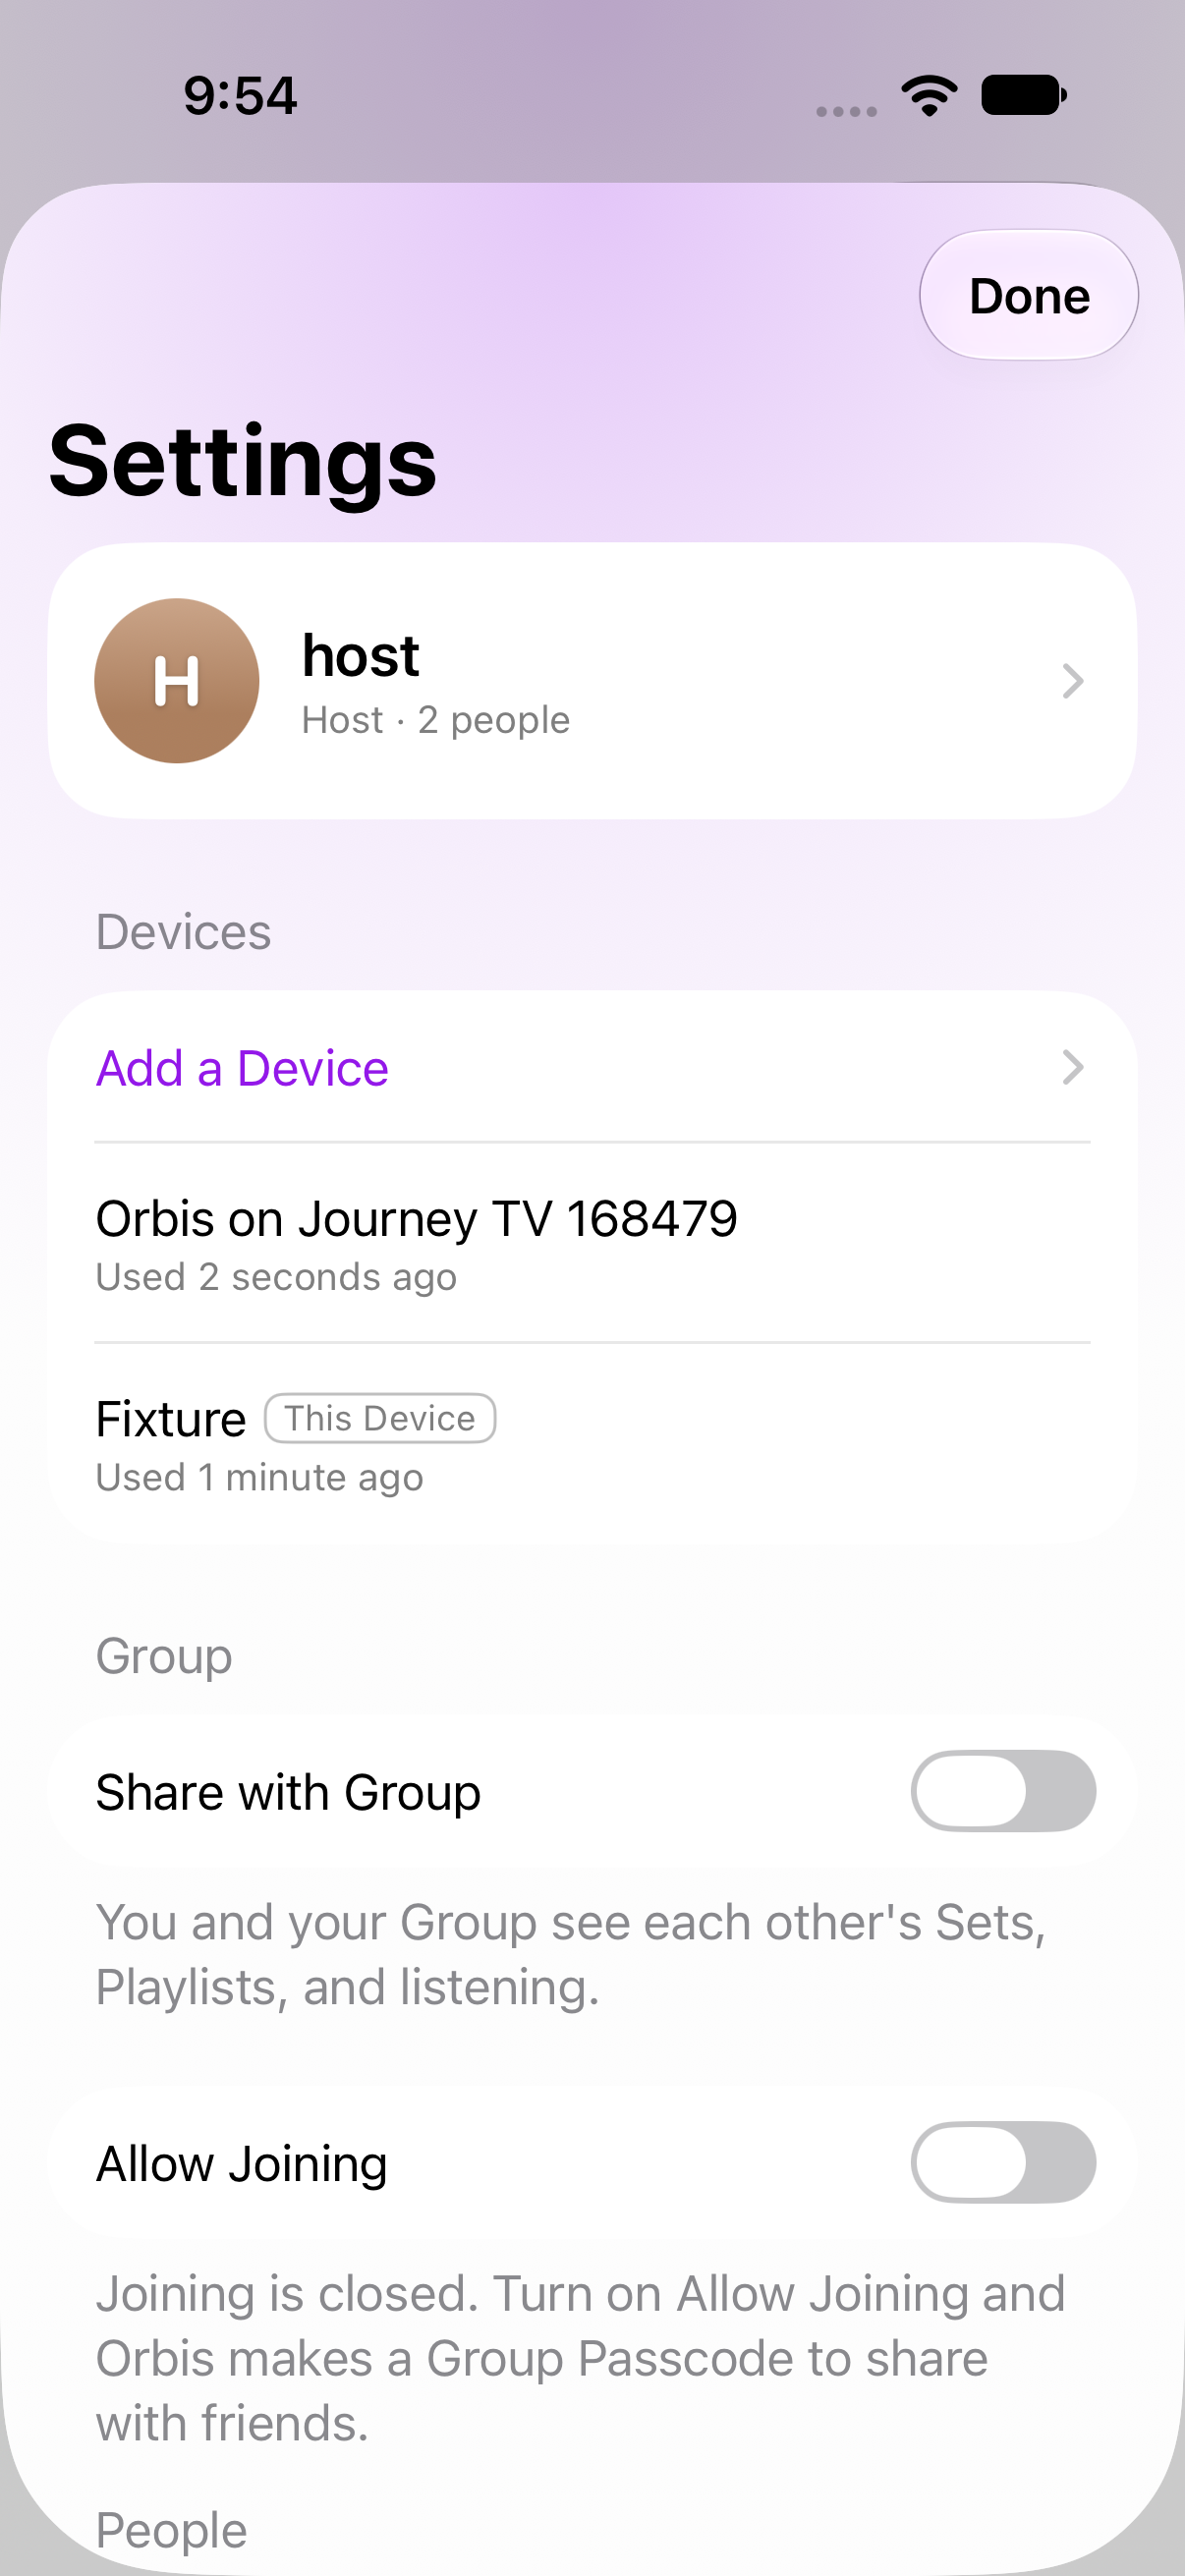 9:54
Done
Settings
H
host
Host · 2 people
Devices
Add a Device
Orbis on Journey TV 168479
Used 2 seconds ago
Fixture This Device
Used 1 minute ago
Group
Share with Group
You and your Group see each other's Sets,
Playlists, and listening.
Allow Joining
Joining is closed. Turn on Allow Joining and
Orbis makes a Group Passcode to share
with friends.
People